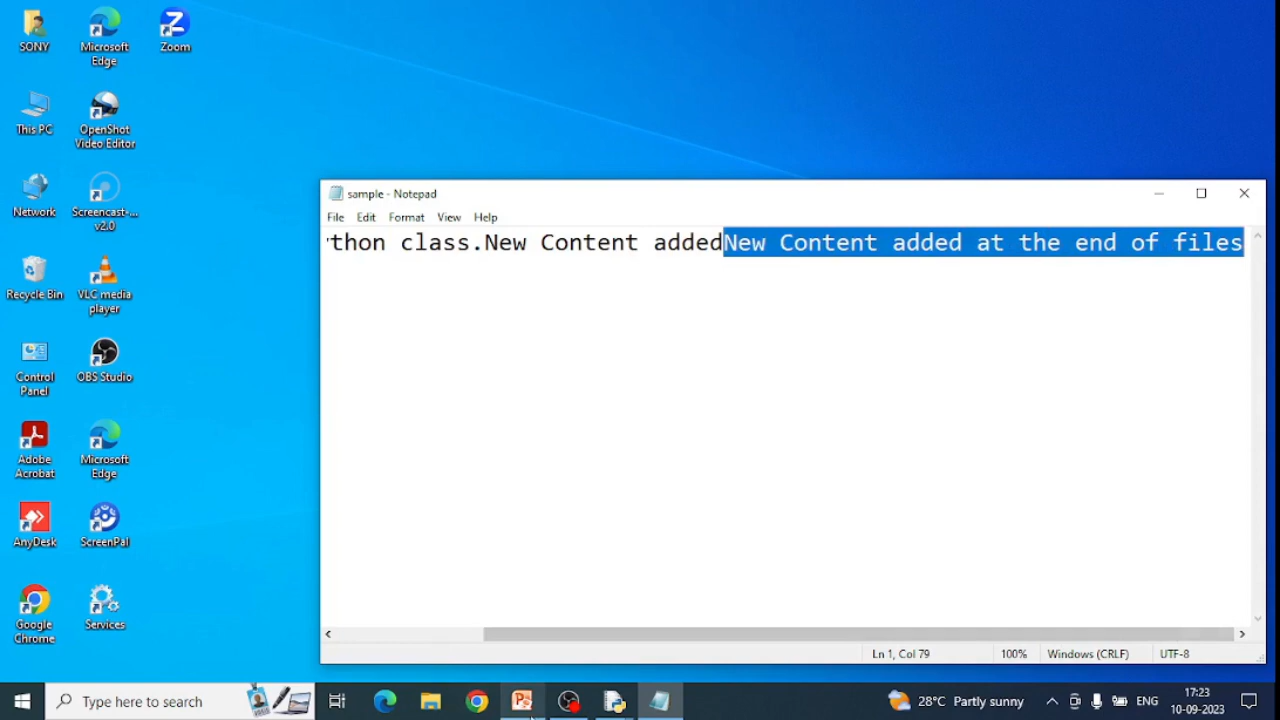 SONY
Microsoft
Edge
Zoom
This PC
OpenShot
Video Editor
Network
Screencast-...
v2.0
Recycle Bin
VLC media
player
Control
Panel
OBS Studio
Adobe
Acrobat
Microsoft
Edge
AnyDesk
ScreenPal
Google
Chrome
Services
sample - Notepad
File Edit Format View Help
thon class.New Content addedNew Content added at the end of files
Ln 1, Col 79 100% Windows (CRLF) UTF-8
Type here to search
28°C Partly sunny
ENG
17:23
10-09-2023